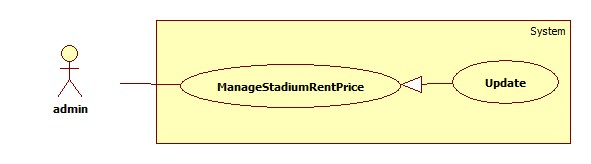 System
ManageStadiumRentPrice
Update
admin